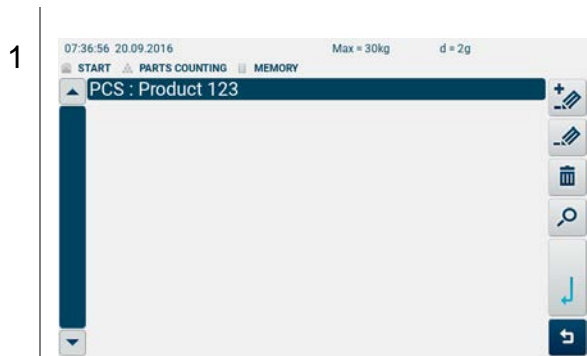 1
07:36:56 20.09.2016 Max = 30kg d = 2g
START PARTS COUNTING MEMORY
PCS : Product 123